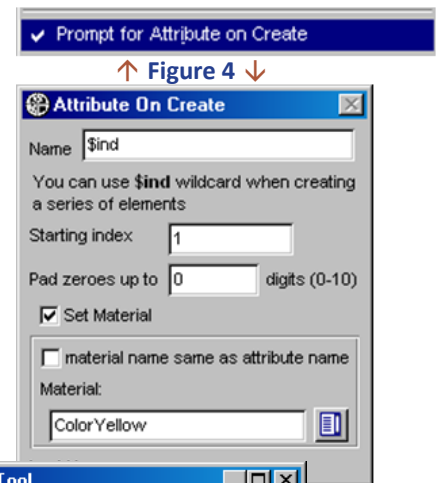 ✓ Prompt for Attribute on Create
↑ Figure 4 ↓
Attribute On Create
Name $ind
You can use $ind wildcard when creating
a series of elements
Starting index 1
Pad zeroes up to 0 digits (0-10)
Set Material
material name same as attribute name
Material:
ColorYellow
Tool